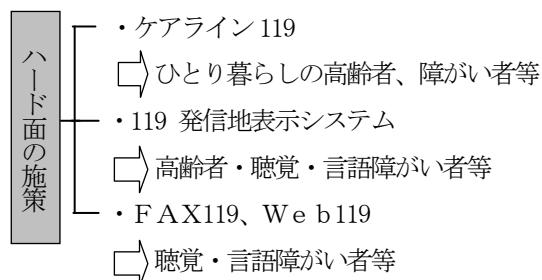 ハード面の施策
・ケアライン119
ひとり暮らしの高齢者、障がい者等
・119 発信地表示システム
高齢者・聴覚・言語障がい者等
・ＦＡＸ119、Ｗｅｂ119
聴覚・言語障がい者等